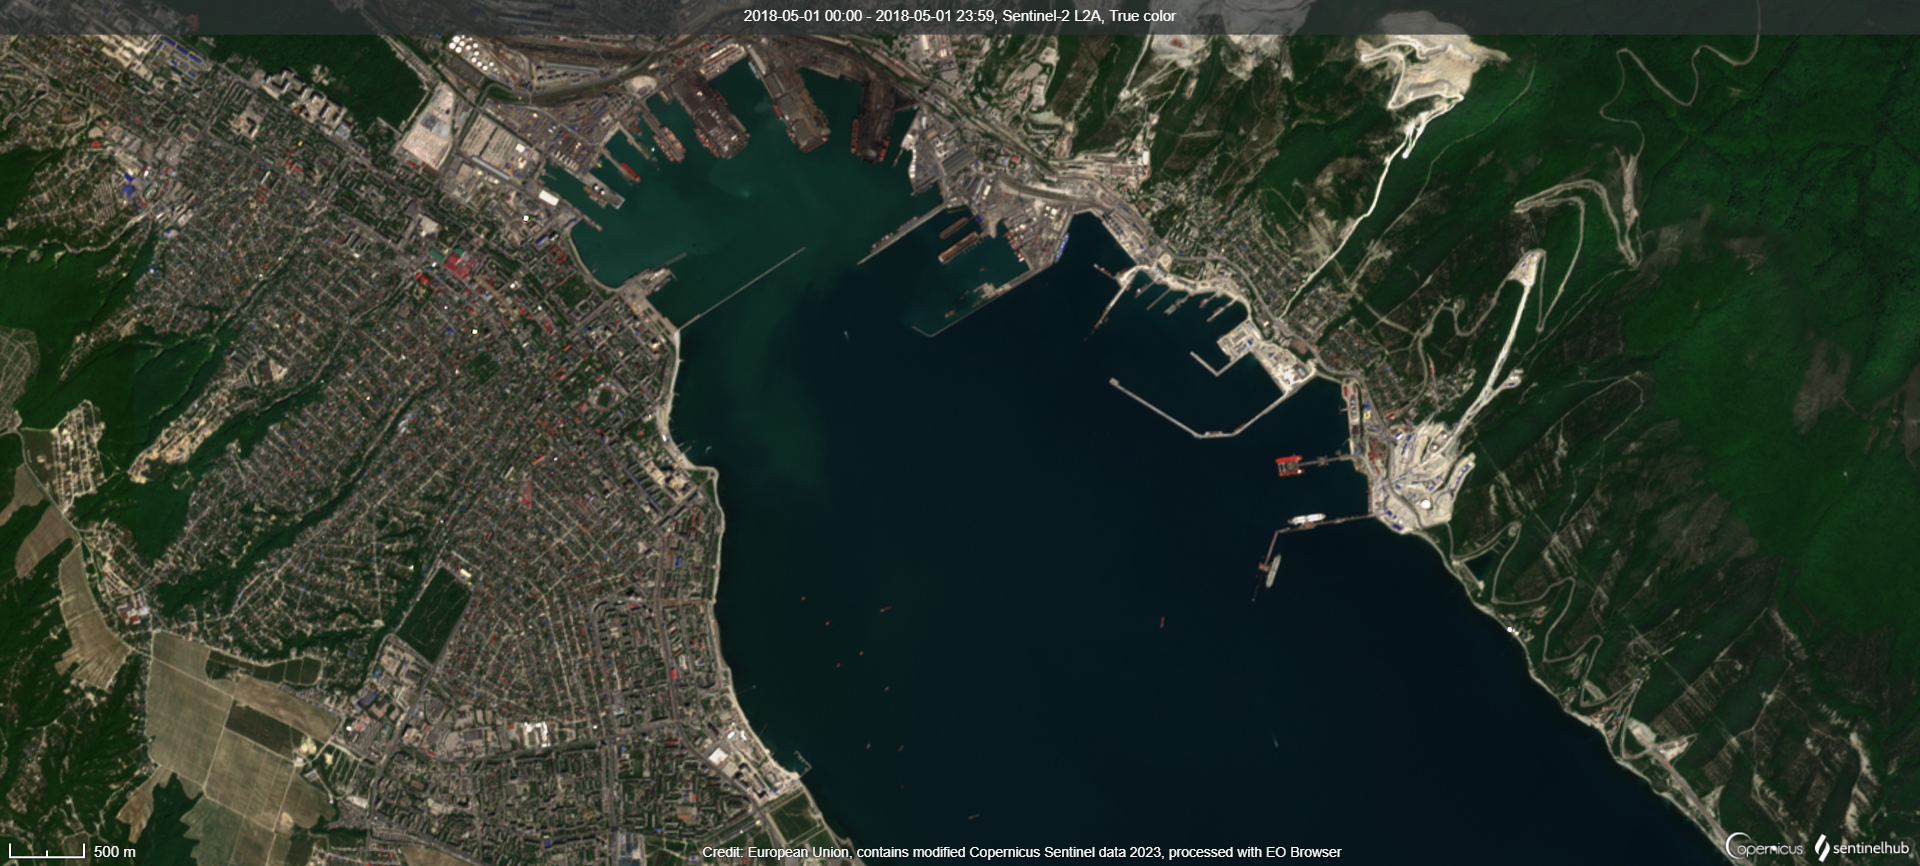 2018-05-01 00:00 - 2018-05-01 23:59, Sentinel-2 L2A, True color
500 m
Credit: European Union, contains modified Copernicus Sentinel data 2023, processed with EO Browser
opernicus
sentinelhub